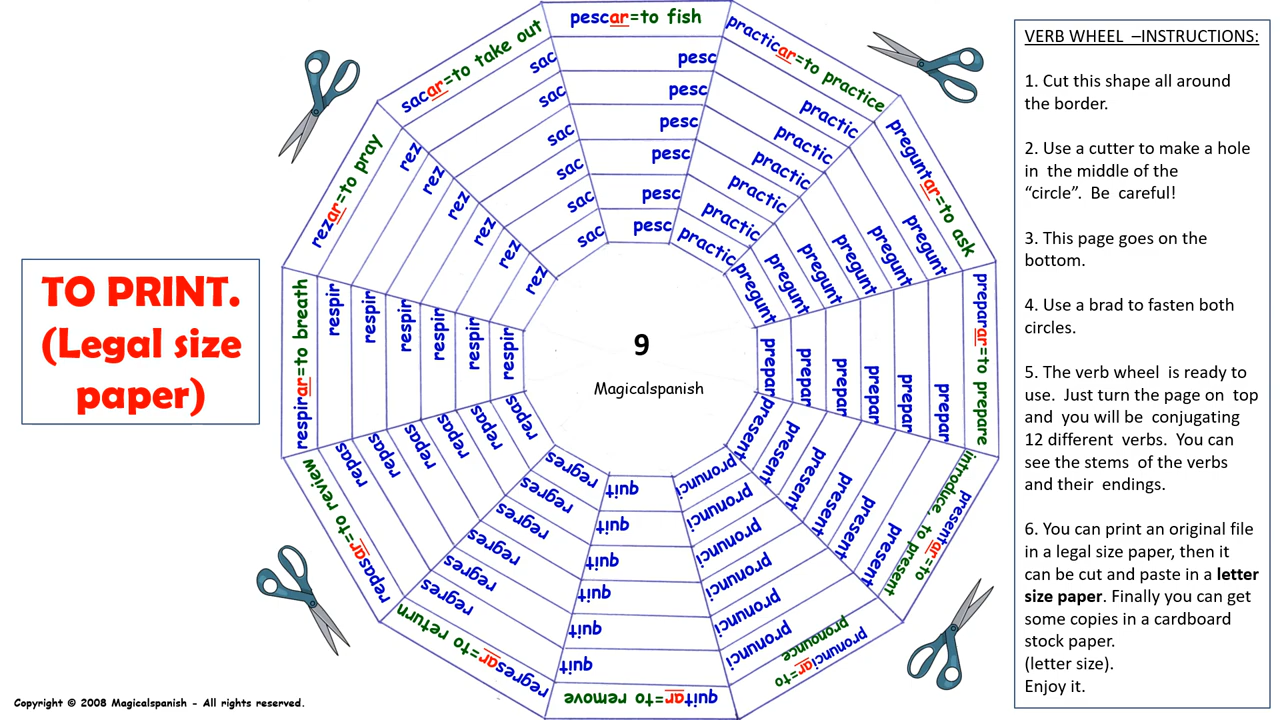 TO PRINT.
(Legal size
paper)
pescar=to fish
pesc
pesc
pesc
pesc
pesc
pesc
practicar=to practice
practic
practic
practic
practic
practic
practic
preguntar=to ask
pregunt
pregunt
pregunt
pregunt
pregunt
pregunt
preparar=to prepare
prepar
prepar
prepar
prepar
prepar
prepar
presentar=to
introduce, to present
present
present
present
present
present
present
pronunciar=to
pronounce
pronunci
pronunci
pronunci
pronunci
pronunci
pronunci
quitar=to remove
quit
quit
quit
quit
quit
quit
regresar=to return
regres
regres
regres
regres
regres
regres
repasar=to review
repas
repas
repas
repas
repas
repas
respirar=to breath
respir
respir
respir
respir
respir
respir
rezar=to pray
rez
rez
rez
rez
rez
rez
sacar=to take out
sac
sac
sac
sac
sac
sac
9
Magicalspanish
VERB WHEEL –INSTRUCTIONS:
1. Cut this shape all around
the border.
2. Use a cutter to make a hole
in the middle of the
“circle”. Be careful!
3. This page goes on the
bottom.
4. Use a brad to fasten both
circles.
5. The verb wheel is ready to
use. Just turn the page on top
and you will be conjugating
12 different verbs. You can
see the stems of the verbs
and their endings.
6. You can print an original file
in a legal size paper, then it
can be cut and paste in a letter
size paper. Finally you can get
some copies in a cardboard
stock paper.
(letter size).
Enjoy it.
Copyright © 2008 Magicalspanish - All rights reserved.